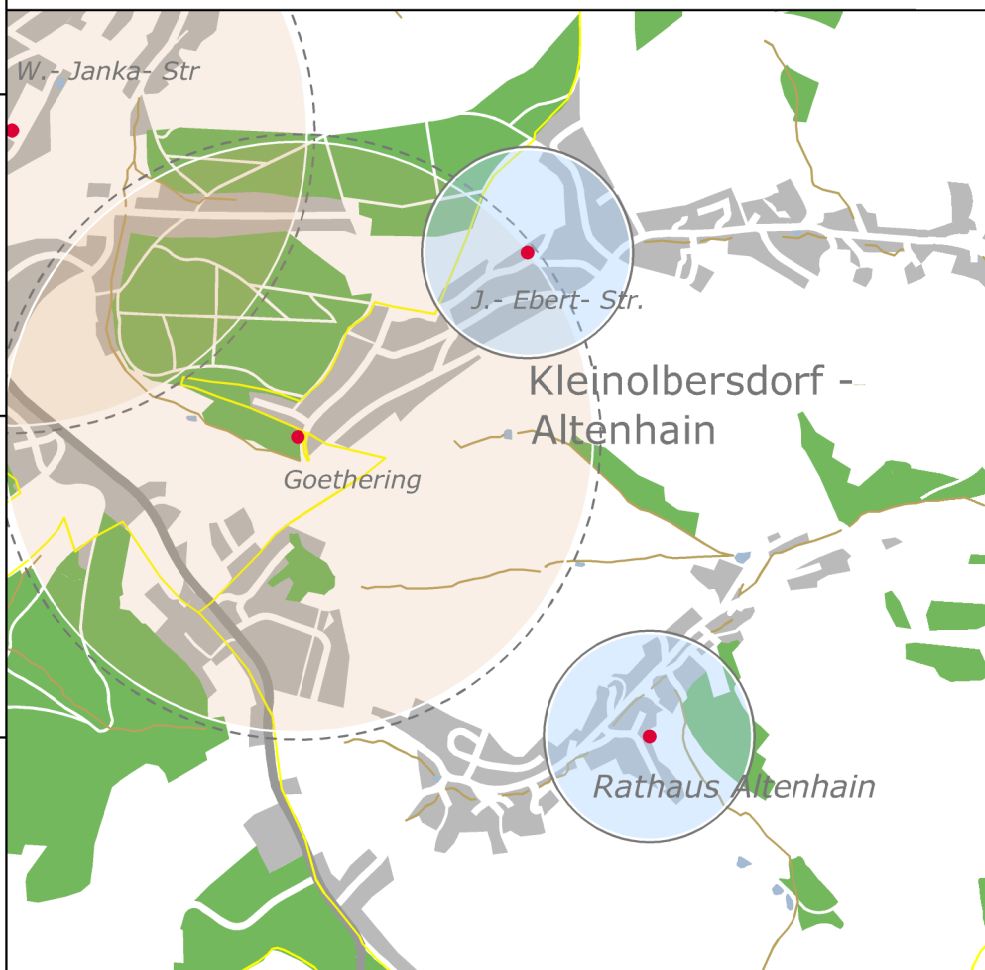 W.- Janka- Str
J.- Ebert- Str.
Kleinolbersdorf -
Altenhain
Goethering
Rathaus Altenhain